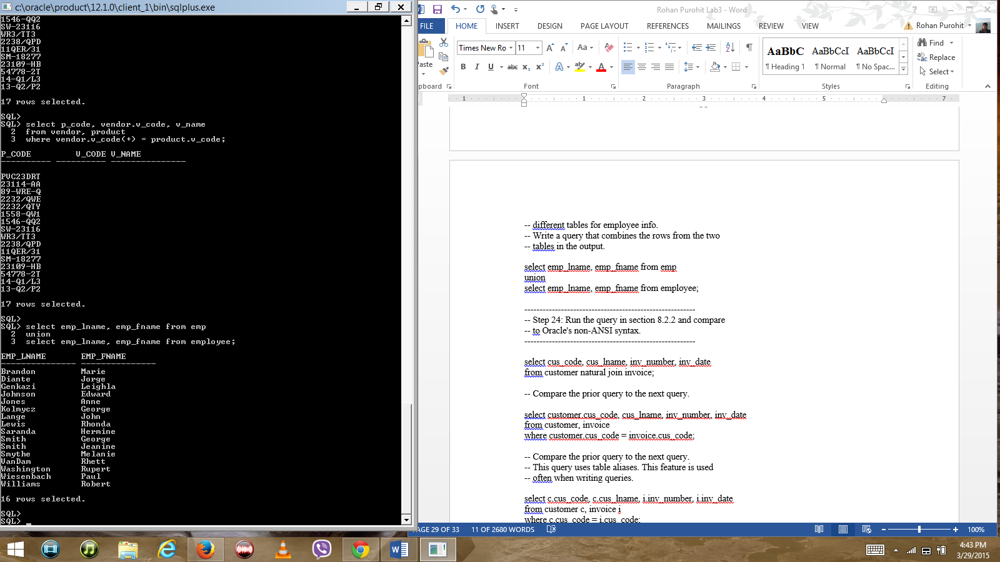 c:\oracle\product\12.1.0\client_1\bin\sqlplus.exe
1546-QQ2
SW-23116
WR3/TT3
2238/QPD
11QER/31
SM-18277
23109-HB
54778-2T
14-Q1/L3
13-Q2/P2
17 rows selected.
SQL>
SQL> select p_code, vendor.v_code, v_name
2 from vendor, product
3 where vendor.v_code(+) = product.v_code;
P_CODE V_CODE V_NAME
---------- ---------- ---------------
PVC23DRT
23114-AA
89-WRE-Q
2232/QWE
2232/QTY
1558-QW1
1546-QQ2
SW-23116
WR3/TT3
2238/QPD
11QER/31
SM-18277
23109-HB
54778-2T
14-Q1/L3
13-Q2/P2
17 rows selected.
SQL>
SQL> select emp_lname, emp_fname from emp
2 union
3 select emp_lname, emp_fname from employee;
EMP_LNAME EMP_FNAME
--------------- ---------------
Brandon Marie
Diante Jorge
Genkazi Leighla
Johnson Edward
Jones Anne
Kolmycz George
Lange John
Lewis Rhonda
Saranda Hermine
Smith George
Smith Jeanine
Smythe Melanie
VanDam Rhett
Washington Rupert
Wiesenbach Paul
Williams Robert
16 rows selected.
SQL>
SQL>
Rohan Purohit Lab3 - Word
FILE HOME INSERT DESIGN PAGE LAYOUT REFERENCES MAILINGS REVIEW VIEW Rohan Purohit
Times New Ro 11 Aa
aste
B I U abc X₂ X² A A
pboard Font Paragraph Styles Editing
AaBbC AaBbCcI AaBbCcI
¶ Heading 1 ¶ Normal ¶ No Spac...
Find
Replace
Select
1 1 2 3 4 5 7
-- different tables for employee info.
-- Write a query that combines the rows from the two
-- tables in the output.
select emp_lname, emp_fname from emp
union
select emp_lname, emp_fname from employee;
--------------------------------------------------------
-- Step 24: Run the query in section 8.2.2 and compare
-- to Oracle's non-ANSI syntax.
--------------------------------------------------------
select cus_code, cus_lname, inv_number, inv_date
from customer natural join invoice;
-- Compare the prior query to the next query.
select customer.cus_code, cus_lname, inv_number, inv_date
from customer, invoice
where customer.cus_code = invoice.cus_code;
-- Compare the prior query to the next query.
-- This query uses table aliases. This feature is used
-- often when writing queries.
select c.cus_code, c.cus_lname, i.inv_number, i.inv_date
from customer c, invoice i
where c.cus_code = i.cus_code;
PAGE 29 OF 33 11 OF 2680 WORDS 100%
4:43 PM
3/29/2015